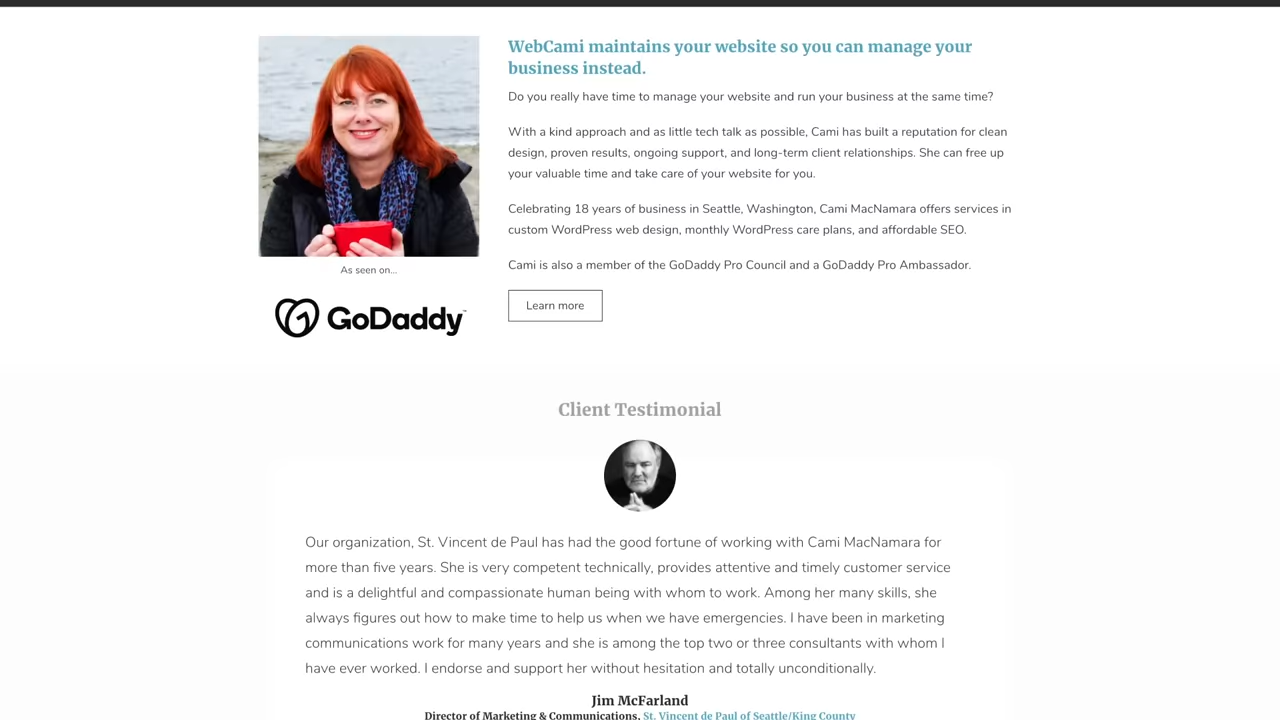 WebCami maintains your website so you can manage your
business instead.
Do you really have time to manage your website and run your business at the same time?
With a kind approach and as little tech talk as possible, Cami has built a reputation for clean
design, proven results, ongoing support, and long-term client relationships. She can free up
your valuable time and take care of your website for you.
Celebrating 18 years of business in Seattle, Washington, Cami MacNamara offers services in
custom WordPress web design, monthly WordPress care plans, and affordable SEO.
Cami is also a member of the GoDaddy Pro Council and a GoDaddy Pro Ambassador.
Learn more
As seen on...
GoDaddy™
Client Testimonial
Our organization, St. Vincent de Paul has had the good fortune of working with Cami MacNamara for
more than five years. She is very competent technically, provides attentive and timely customer service
and is a delightful and compassionate human being with whom to work. Among her many skills, she
always figures out how to make time to help us when we have emergencies. I have been in marketing
communications work for many years and she is among the top two or three consultants with whom I
have ever worked. I endorse and support her without hesitation and totally unconditionally.
Jim McFarland
Director of Marketing & Communications, St. Vincent de Paul of Seattle/King County